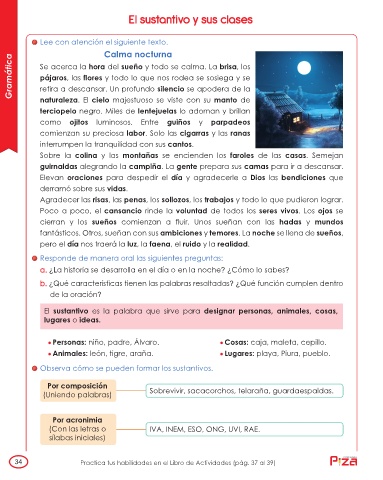 El sustantivo y sus clases
Gramática
Lee con atención el siguiente texto.
Calma nocturna
Se acerca la hora del sueño y todo se calma. La brisa, los
pájaros, las flores y todo lo que nos rodea se sosiega y se
retira a descansar. Un profundo silencio se apodera de la
naturaleza. El cielo majestuoso se viste con su manto de
terciopelo negro. Miles de lentejuelas lo adornan y brillan
como ojitos luminosos. Entre guiños y parpadeos
comienzan su preciosa labor. Solo las cigarras y las ranas
interrumpen la tranquilidad con sus cantos.
Sobre la colina y las montañas se encienden los faroles de las casas. Semejan
guirnaldas alegrando la campiña. La gente prepara sus camas para ir a descansar.
Elevan oraciones para despedir el día y agradecerle a Dios las bendiciones que
derramó sobre sus vidas.
Agradecer las risas, las penas, los sollozos, los trabajos y todo lo que pudieron lograr.
Poco a poco, el cansancio rinde la voluntad de todos los seres vivos. Los ojos se
cierran y los sueños comienzan a fluir. Unos sueñan con las hadas y mundos
fantásticos. Otros, sueñan con sus ambiciones y temores. La noche se llena de sueños,
pero el día nos traerá la luz, la faena, el ruido y la realidad.
Responde de manera oral las siguientes preguntas:
a. ¿La historia se desarrolla en el día o en la noche? ¿Cómo lo sabes?
b. ¿Qué características tienen las palabras resaltadas? ¿Qué función cumplen dentro
de la oración?
El sustantivo es la palabra que sirve para designar personas, animales, cosas,
lugares o ideas.
• Personas: niño, padre, Álvaro.
• Cosas: caja, maleta, cepillo.
• Animales: león, tigre, araña.
• Lugares: playa, Piura, pueblo.
Observa cómo se pueden formar los sustantivos.
Por composición
(Uniendo palabras)
Sobrevivir, sacacorchos, telaraña, guardaespaldas.
Por acronimia
(Con las letras o
sílabas iniciales)
IVA, INEM, ESO, ONG, UVI, RAE.
34
Practica tus habilidades en el Libro de Actividades (pág. 37 al 39)
Pizza